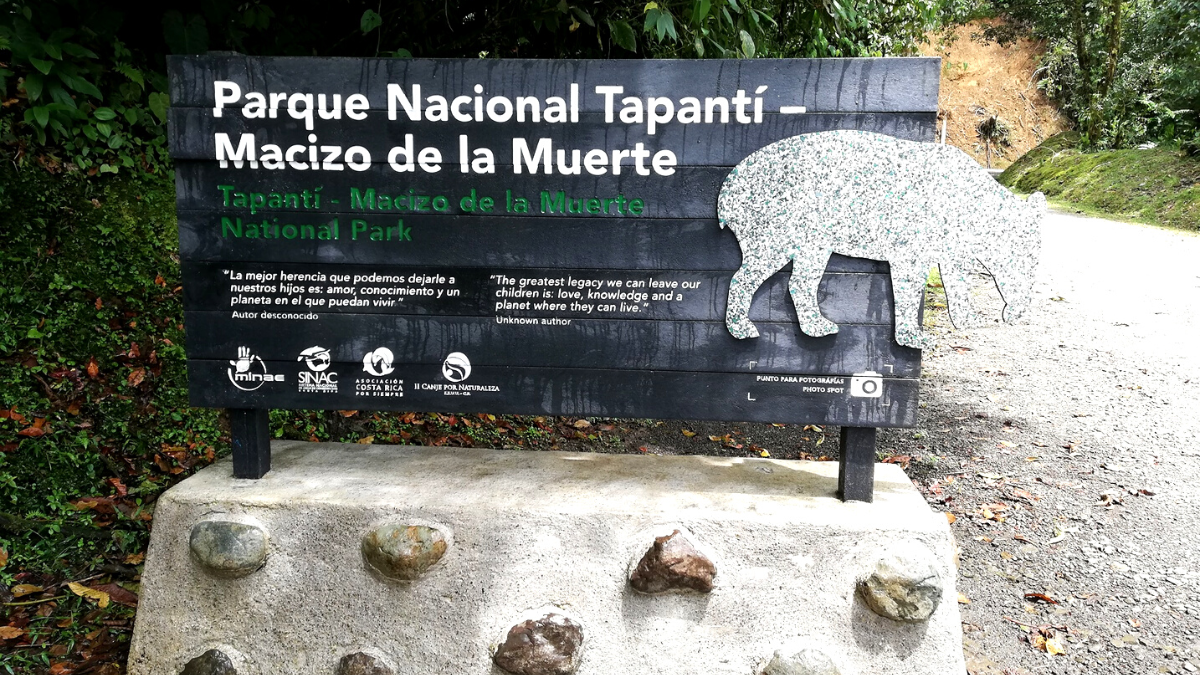 Parque Nacional Tapantí –
Macizo de la Muerte
Tapantí - Macizo de la Muerte
National Park
"La mejor herencia que podemos dejarle a
nuestros hijos es: amor, conocimiento y un
planeta en el que puedan vivir."
Autor desconocido
"The greatest legacy we can leave our
children is: love, knowledge and a
planet where they can live."
Unknown author
minae
SINAC
ASOCIACIÓN
COSTA RICA
POR SIEMPRE
II CANJE POR NATURALEZA
PUNTO PARA FOTOGRAFÍAS
PHOTO SPOT